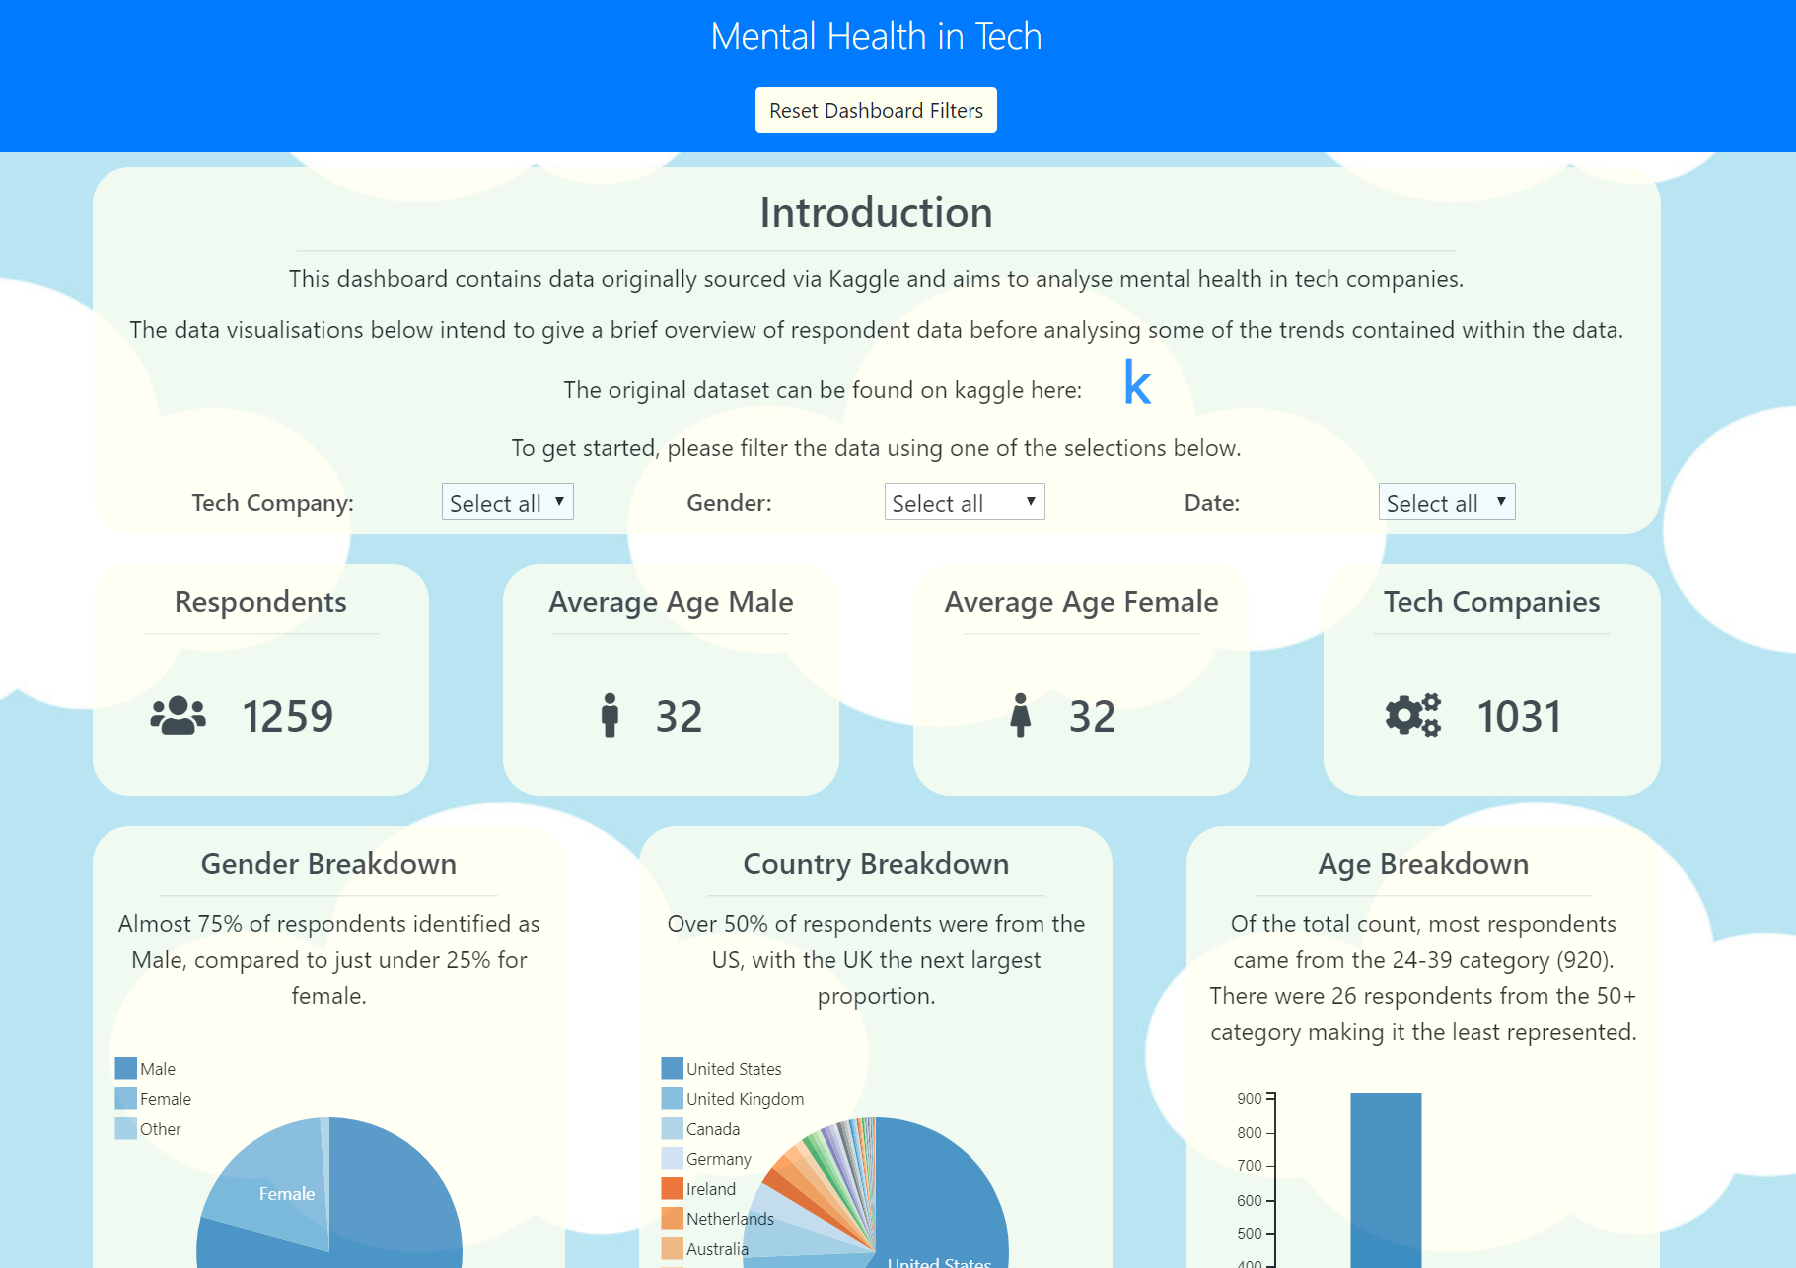 Mental Health in Tech
Reset Dashboard Filters
Introduction
This dashboard contains data originally sourced via Kaggle and aims to analyse mental health in tech companies.
The data visualisations below intend to give a brief overview of respondent data before analysing some of the trends contained within the data.
The original dataset can be found on kaggle here: k
To get started, please filter the data using one of the selections below.
Tech Company: Select all Gender: Select all Date: Select all
Respondents
1259
Average Age Male
32
Average Age Female
32
Tech Companies
1031
Gender Breakdown
Almost 75% of respondents identified as
Male, compared to just under 25% for
female.
Male
Female
Other
Female
Country Breakdown
Over 50% of respondents were from the
US, with the UK the next largest
proportion.
United States
United Kingdom
Canada
Germany
Ireland
Netherlands
Australia
United States
Age Breakdown
Of the total count, most respondents
came from the 24-39 category (920).
There were 26 respondents from the 50+
category making it the least represented.
900
800
700
600
500
400